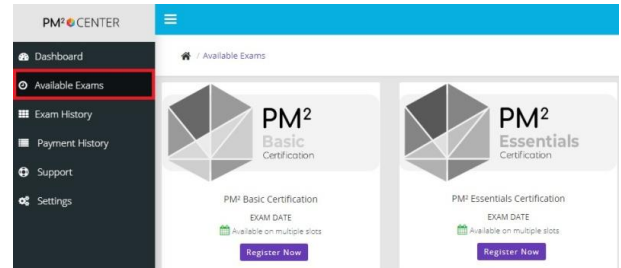 PM² CENTER
Dashboard
Available Exams
Exam History
Payment History
Support
Settings
/ Available Exams
PM²
Basic
Certification
PM² Basic Certification
EXAM DATE
Available on multiple slots
Register Now
PM²
Essentials
Certification
PM² Essentials Certification
EXAM DATE
Available on multiple slots
Register Now